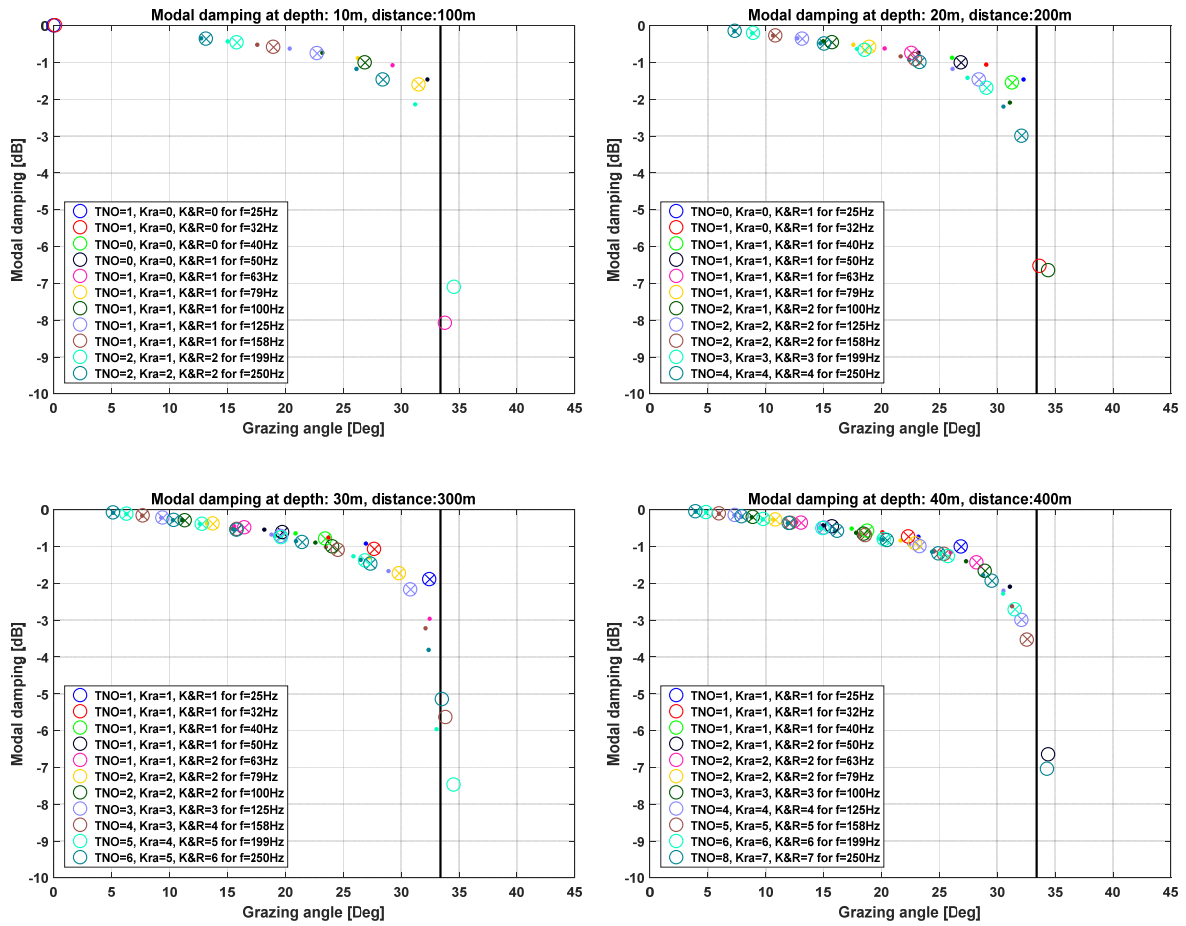 Modal damping at depth: 10m, distance:100m
0
-1
-2
-3
-4
-5
-6
-7
-8
-9
-10
Modal damping [dB]
TNO=1, Kra=0, K&R=0 for f=25Hz
TNO=1, Kra=0, K&R=0 for f=32Hz
TNO=0, Kra=0, K&R=0 for f=40Hz
TNO=0, Kra=0, K&R=1 for f=50Hz
TNO=1, Kra=0, K&R=1 for f=63Hz
TNO=1, Kra=1, K&R=1 for f=79Hz
TNO=1, Kra=1, K&R=1 for f=100Hz
TNO=1, Kra=1, K&R=1 for f=125Hz
TNO=1, Kra=1, K&R=1 for f=158Hz
TNO=2, Kra=1, K&R=2 for f=199Hz
TNO=2, Kra=2, K&R=2 for f=250Hz
0 5 10 15 20 25 30 35 40 45
Grazing angle [Deg]
Modal damping at depth: 20m, distance:200m
0
-1
-2
-3
-4
-5
-6
-7
-8
-9
-10
Modal damping [dB]
TNO=0, Kra=0, K&R=1 for f=25Hz
TNO=1, Kra=0, K&R=1 for f=32Hz
TNO=1, Kra=1, K&R=1 for f=40Hz
TNO=1, Kra=1, K&R=1 for f=50Hz
TNO=1, Kra=1, K&R=1 for f=63Hz
TNO=1, Kra=1, K&R=1 for f=79Hz
TNO=2, Kra=1, K&R=2 for f=100Hz
TNO=2, Kra=2, K&R=2 for f=125Hz
TNO=2, Kra=2, K&R=2 for f=158Hz
TNO=3, Kra=3, K&R=3 for f=199Hz
TNO=4, Kra=4, K&R=4 for f=250Hz
0 5 10 15 20 25 30 35 40 45
Grazing angle [Deg]
Modal damping at depth: 30m, distance:300m
0
-1
-2
-3
-4
-5
-6
-7
-8
-9
-10
Modal damping [dB]
TNO=1, Kra=1, K&R=1 for f=25Hz
TNO=1, Kra=1, K&R=1 for f=32Hz
TNO=1, Kra=1, K&R=1 for f=40Hz
TNO=1, Kra=1, K&R=1 for f=50Hz
TNO=1, Kra=1, K&R=2 for f=63Hz
TNO=2, Kra=2, K&R=2 for f=79Hz
TNO=2, Kra=2, K&R=2 for f=100Hz
TNO=3, Kra=3, K&R=3 for f=125Hz
TNO=4, Kra=3, K&R=4 for f=158Hz
TNO=5, Kra=4, K&R=5 for f=199Hz
TNO=6, Kra=5, K&R=6 for f=250Hz
0 5 10 15 20 25 30 35 40 45
Grazing angle [Deg]
Modal damping at depth: 40m, distance:400m
0
-1
-2
-3
-4
-5
-6
-7
-8
-9
-10
Modal damping [dB]
TNO=1, Kra=1, K&R=1 for f=25Hz
TNO=1, Kra=1, K&R=1 for f=32Hz
TNO=1, Kra=1, K&R=1 for f=40Hz
TNO=2, Kra=1, K&R=2 for f=50Hz
TNO=2, Kra=2, K&R=2 for f=63Hz
TNO=2, Kra=2, K&R=2 for f=79Hz
TNO=3, Kra=3, K&R=3 for f=100Hz
TNO=4, Kra=4, K&R=4 for f=125Hz
TNO=5, Kra=5, K&R=5 for f=158Hz
TNO=6, Kra=6, K&R=6 for f=199Hz
TNO=8, Kra=7, K&R=7 for f=250Hz
0 5 10 15 20 25 30 35 40 45
Grazing angle [Deg]